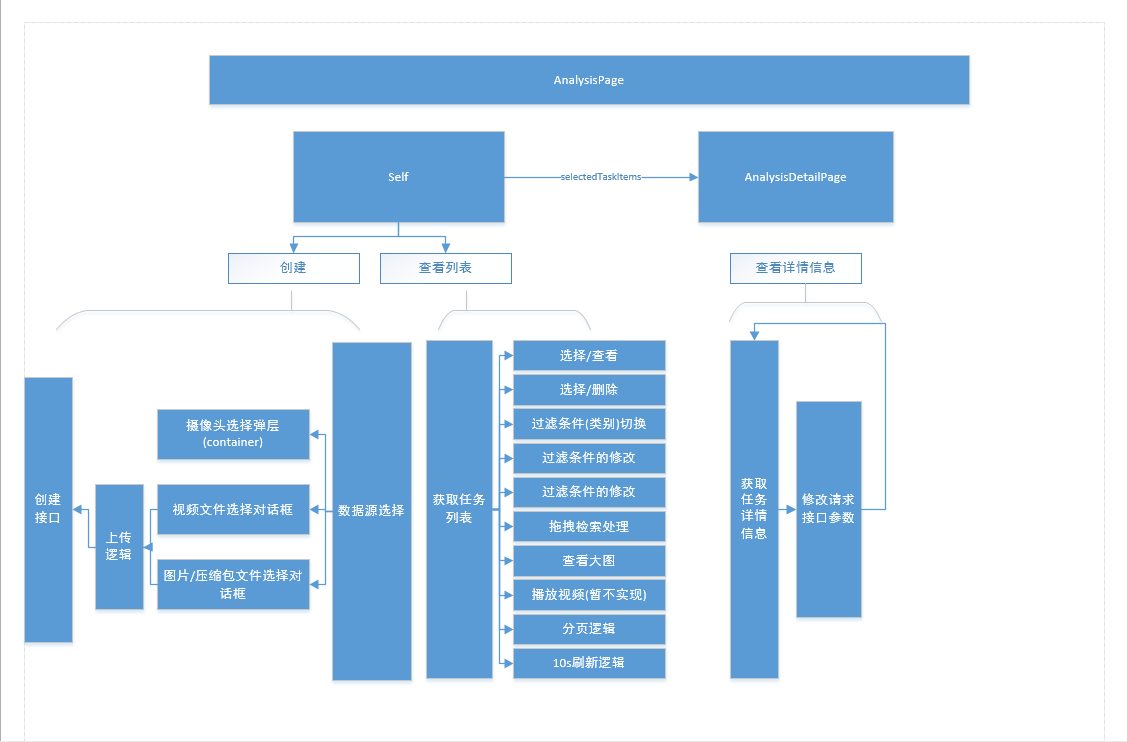 AnalysisPage
Self
selectedTaskItems
AnalysisDetailPage
创建
查看列表
查看详情信息
创建
接口
上传
逻辑
摄像头选择弹层
(container)
视频文件选择对话框
图片/压缩包文件选择对
话框
数据源选择
获取任务
列表
选择/查看
选择/删除
过滤条件(类别)切换
过滤条件的修改
过滤条件的修改
拖拽检索处理
查看大图
播放视频(暂不实现)
分页逻辑
10s刷新逻辑
获取
任务
详情
信息
修改请求
接口参数